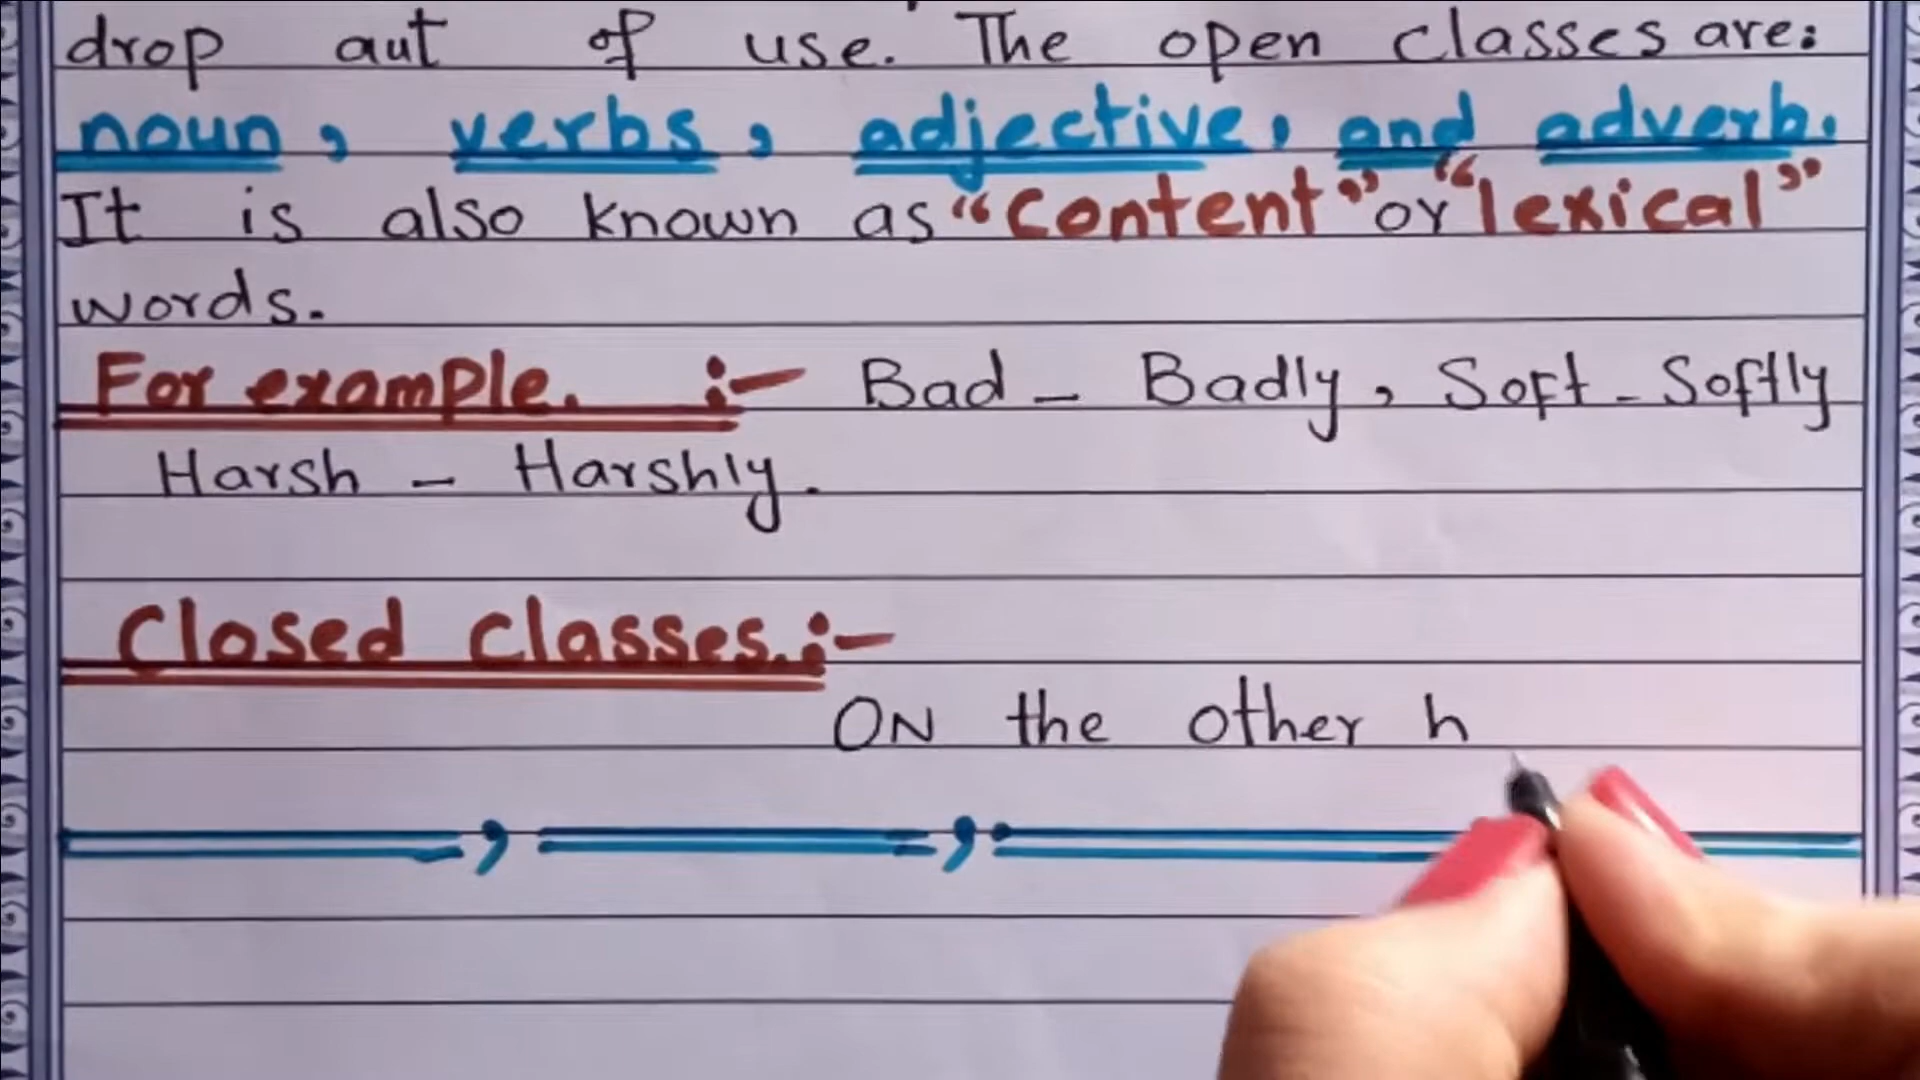 drop aut of use. The open classes are:
noun, verbs, adjective, and adverb.
It is also known as "Content" or "lexical"
words.
For example. :- Bad - Badly, Soft - Softly
Harsh - Harshly.
Closed Classes.:-
ON the other h